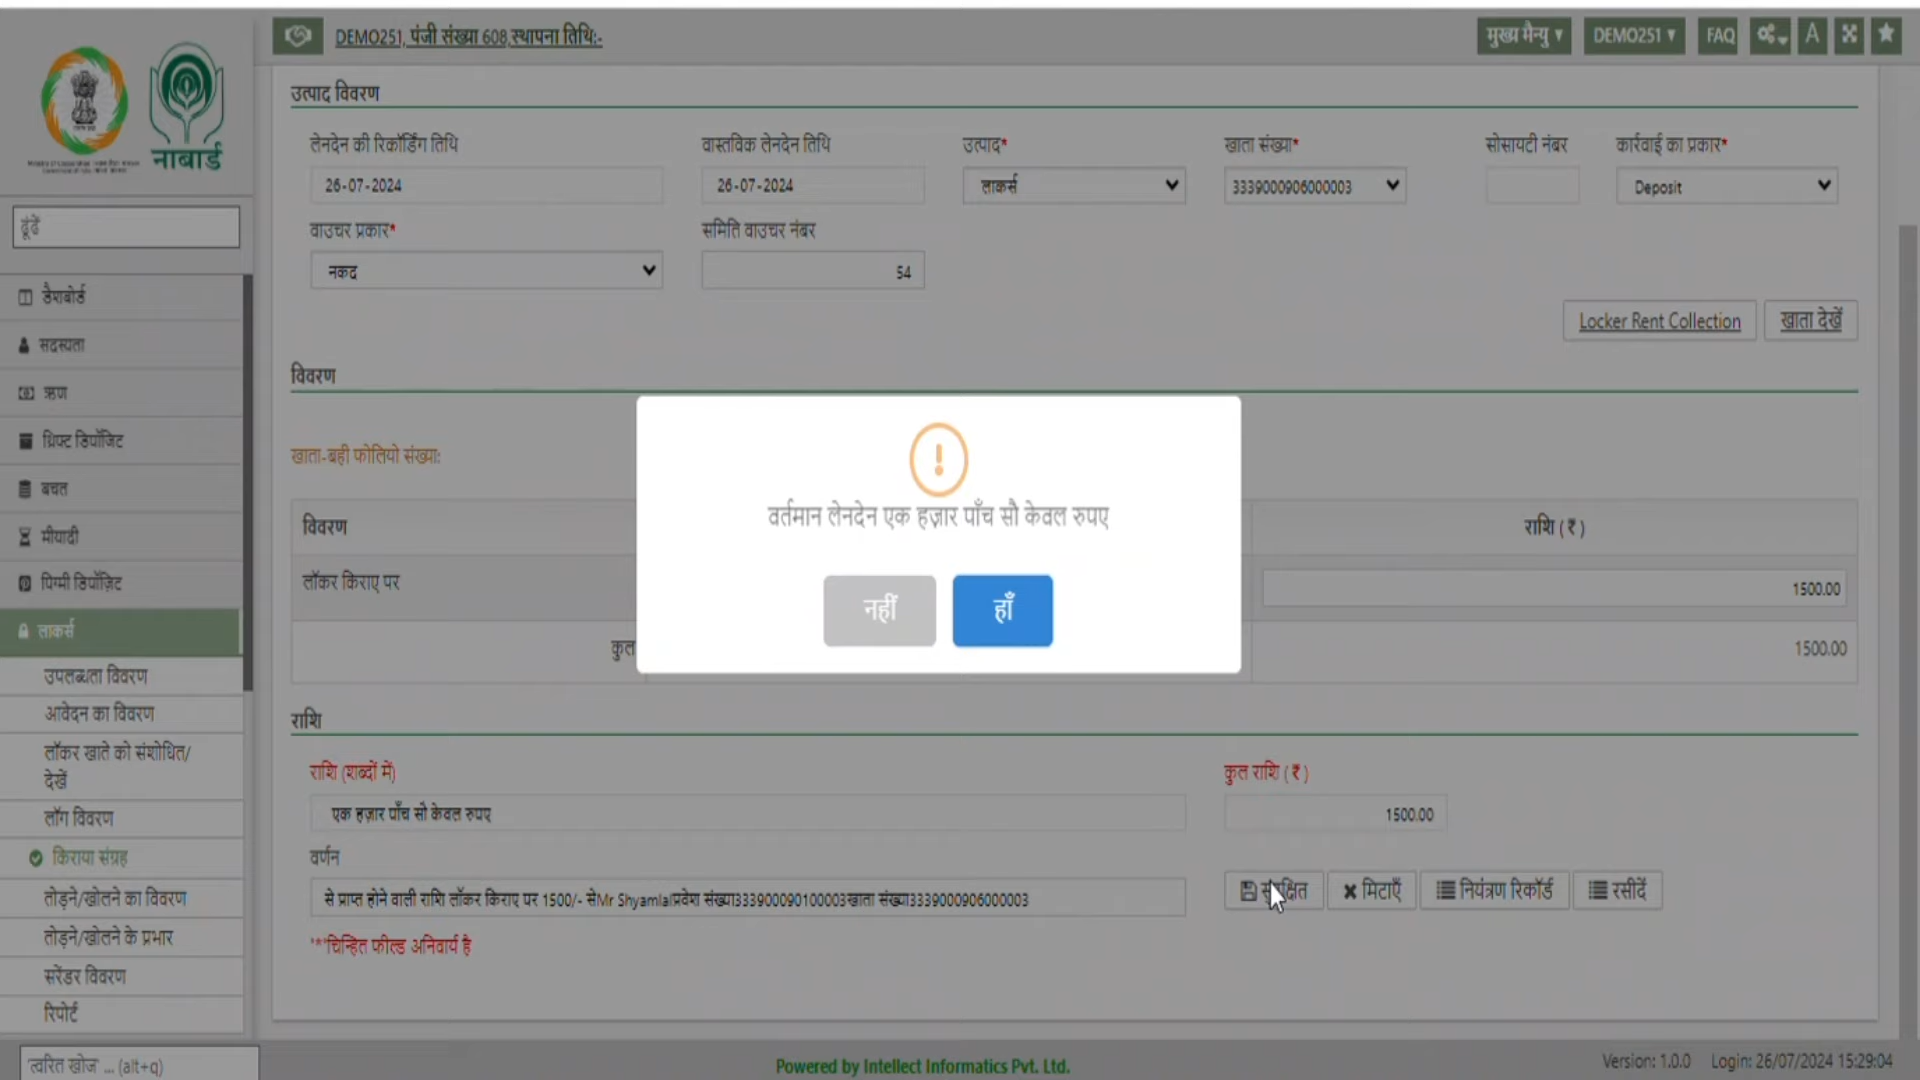 DEMO251, पंजी संख्या 608,स्थापना तिथि:-
मुख्य मैन्यु
DEMO251
FAQ
A
नाबार्ड
ढूंढें
डैशबोर्ड
सदस्यता
ऋण
थ्रिफ्ट डिपॉजिट
बचत
मीयादी
पिग्मी डिपॉज़िट
लाकर्स
उपलब्धता विवरण
आवेदन का विवरण
लॉकर खाते को संशोधित/
देखें
लॉग विवरण
किराया संग्रह
तोड़ने/खोलने का विवरण
तोड़ने/खोलने के प्रभार
सरेंडर विवरण
रिपोर्ट
त्वरित खोज ... (alt+q)
उत्पाद विवरण
लेनदेन की रिकॉर्डिंग तिथि
वास्तविक लेनदेन तिथि
उत्पाद*
खाता संख्या*
सोसायटी नंबर
कार्रवाई का प्रकार*
26-07-2024
26-07-2024
लाकर्स
3339000906000003
Deposit
वाउचर प्रकार*
समिति वाउचर नंबर
नकद
54
Locker Rent Collection
खाता देखें
विवरण
खाता-बही फोलियो संख्या:
विवरण
राशि ( ₹ )
लॉकर किराए पर
1500.00
कुल
1500.00
वर्तमान लेनदेन एक हज़ार पाँच सौ केवल रुपए
नहीं
हाँ
राशि
राशि (शब्दों में)
कुल राशि ( ₹ )
एक हज़ार पाँच सौ केवल रुपए
1500.00
वर्णन
से प्राप्त होने वाली राशि लॉकर किराए पर 1500/- सेMr Shyamlalप्रवेश संख्या333900090100003खाता संख्या3339000906000003
मिटाएँ
नियंत्रण रिकॉर्ड
रसीदें
'*'चिन्हित फील्ड अनिवार्य है
Powered by Intellect Informatics Pvt. Ltd.
Version: 1.0.0
Login: 26/07/2024 15:29:04